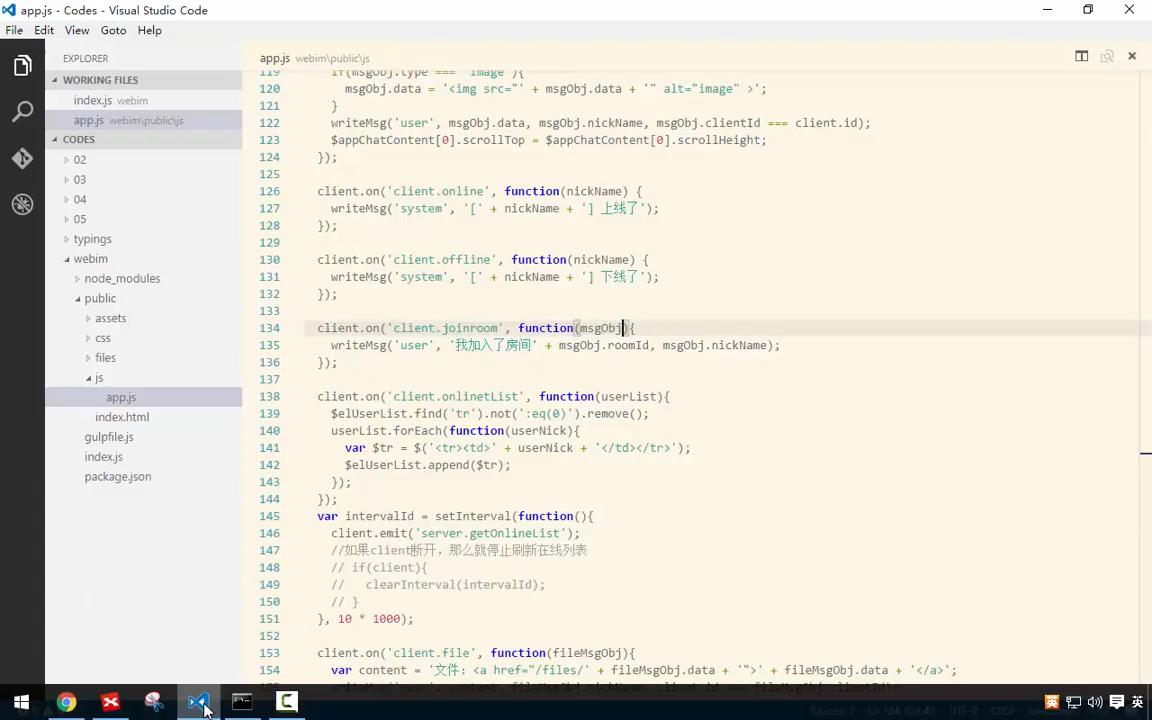 app.js - Codes - Visual Studio Code
File Edit View Goto Help
EXPLORER
WORKING FILES
index.js webim
app.js webim\public\js
CODES
02
03
04
05
typings
webim
node_modules
public
assets
css
files
js
app.js
index.html
gulpfile.js
index.js
package.json
app.js webim\public\js
119 if(msgObj.type === 'image'){
120 msgObj.data = '<img src="' + msgObj.data + '" alt="image" >';
121 }
122 writeMsg('user', msgObj.data, msgObj.nickName, msgObj.clientId === client.id);
123 $appChatContent[0].scrollTop = $appChatContent[0].scrollHeight;
124 });
125
126 client.on('client.online', function(nickName) {
127 writeMsg('system', '[' + nickName + '] 上线了');
128 });
129
130 client.on('client.offline', function(nickName) {
131 writeMsg('system', '[' + nickName + '] 下线了');
132 });
133
134 client.on('client.joinroom', function(msgObj){
135 writeMsg('user', '我加入了房间' + msgObj.roomId, msgObj.nickName);
136 });
137
138 client.on('client.onlinetList', function(userList){
139 $elUserList.find('tr').not(':eq(0)').remove();
140 userList.forEach(function(userNick){
141 var $tr = $('<tr><td>' + userNick + '</td></tr>');
142 $elUserList.append($tr);
143 });
144 });
145 var intervalId = setInterval(function(){
146 client.emit('server.getOnlineList');
147 //如果client断开，那么就停止刷新在线列表
148 // if(client){
149 // clearInterval(intervalId);
150 // }
151 }, 10 * 1000);
152
153 client.on('client.file', function(fileMsgObj){
154 var content = '文件：<a href="/files/' + fileMsgObj.data + '">' + fileMsgObj.data + '</a>';
英